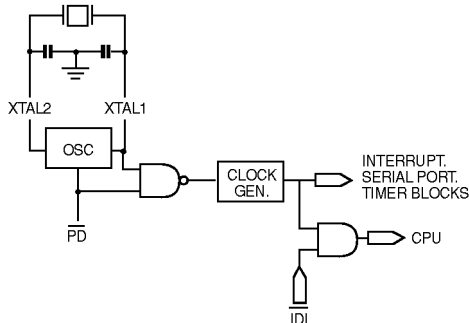 XTAL2
XTAL1
OSC
CLOCK
GEN.
INTERRUPT.
SERIAL PORT.
TIMER BLOCKS
PD
CPU
IDL